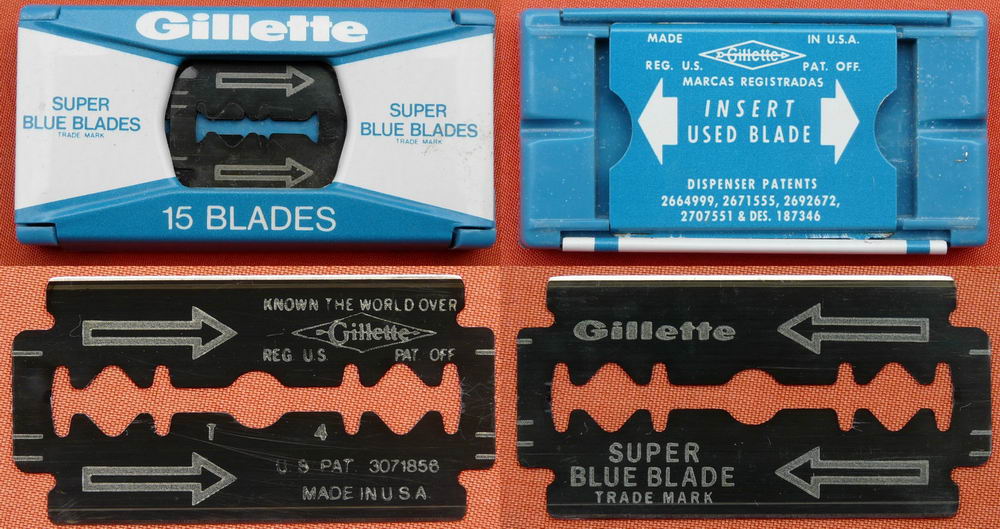 Gillette
SUPER
BLUE BLADES
TRADE MARK
SUPER
BLUE BLADES
TRADE MARK
15 BLADES
MADE IN U.S.A.
Gillette
REG. U.S. PAT. OFF.
MARCAS REGISTRADAS
INSERT
USED BLADE
DISPENSER PATENTS
2664999, 2671555, 2692672,
2707551 & DES. 187346
KNOWN THE WORLD OVER
Gillette
REG U.S. PAT OFF
T 4
U S PAT 3071856
MADE IN U.S.A.
Gillette
SUPER
BLUE BLADE
TRADE MARK